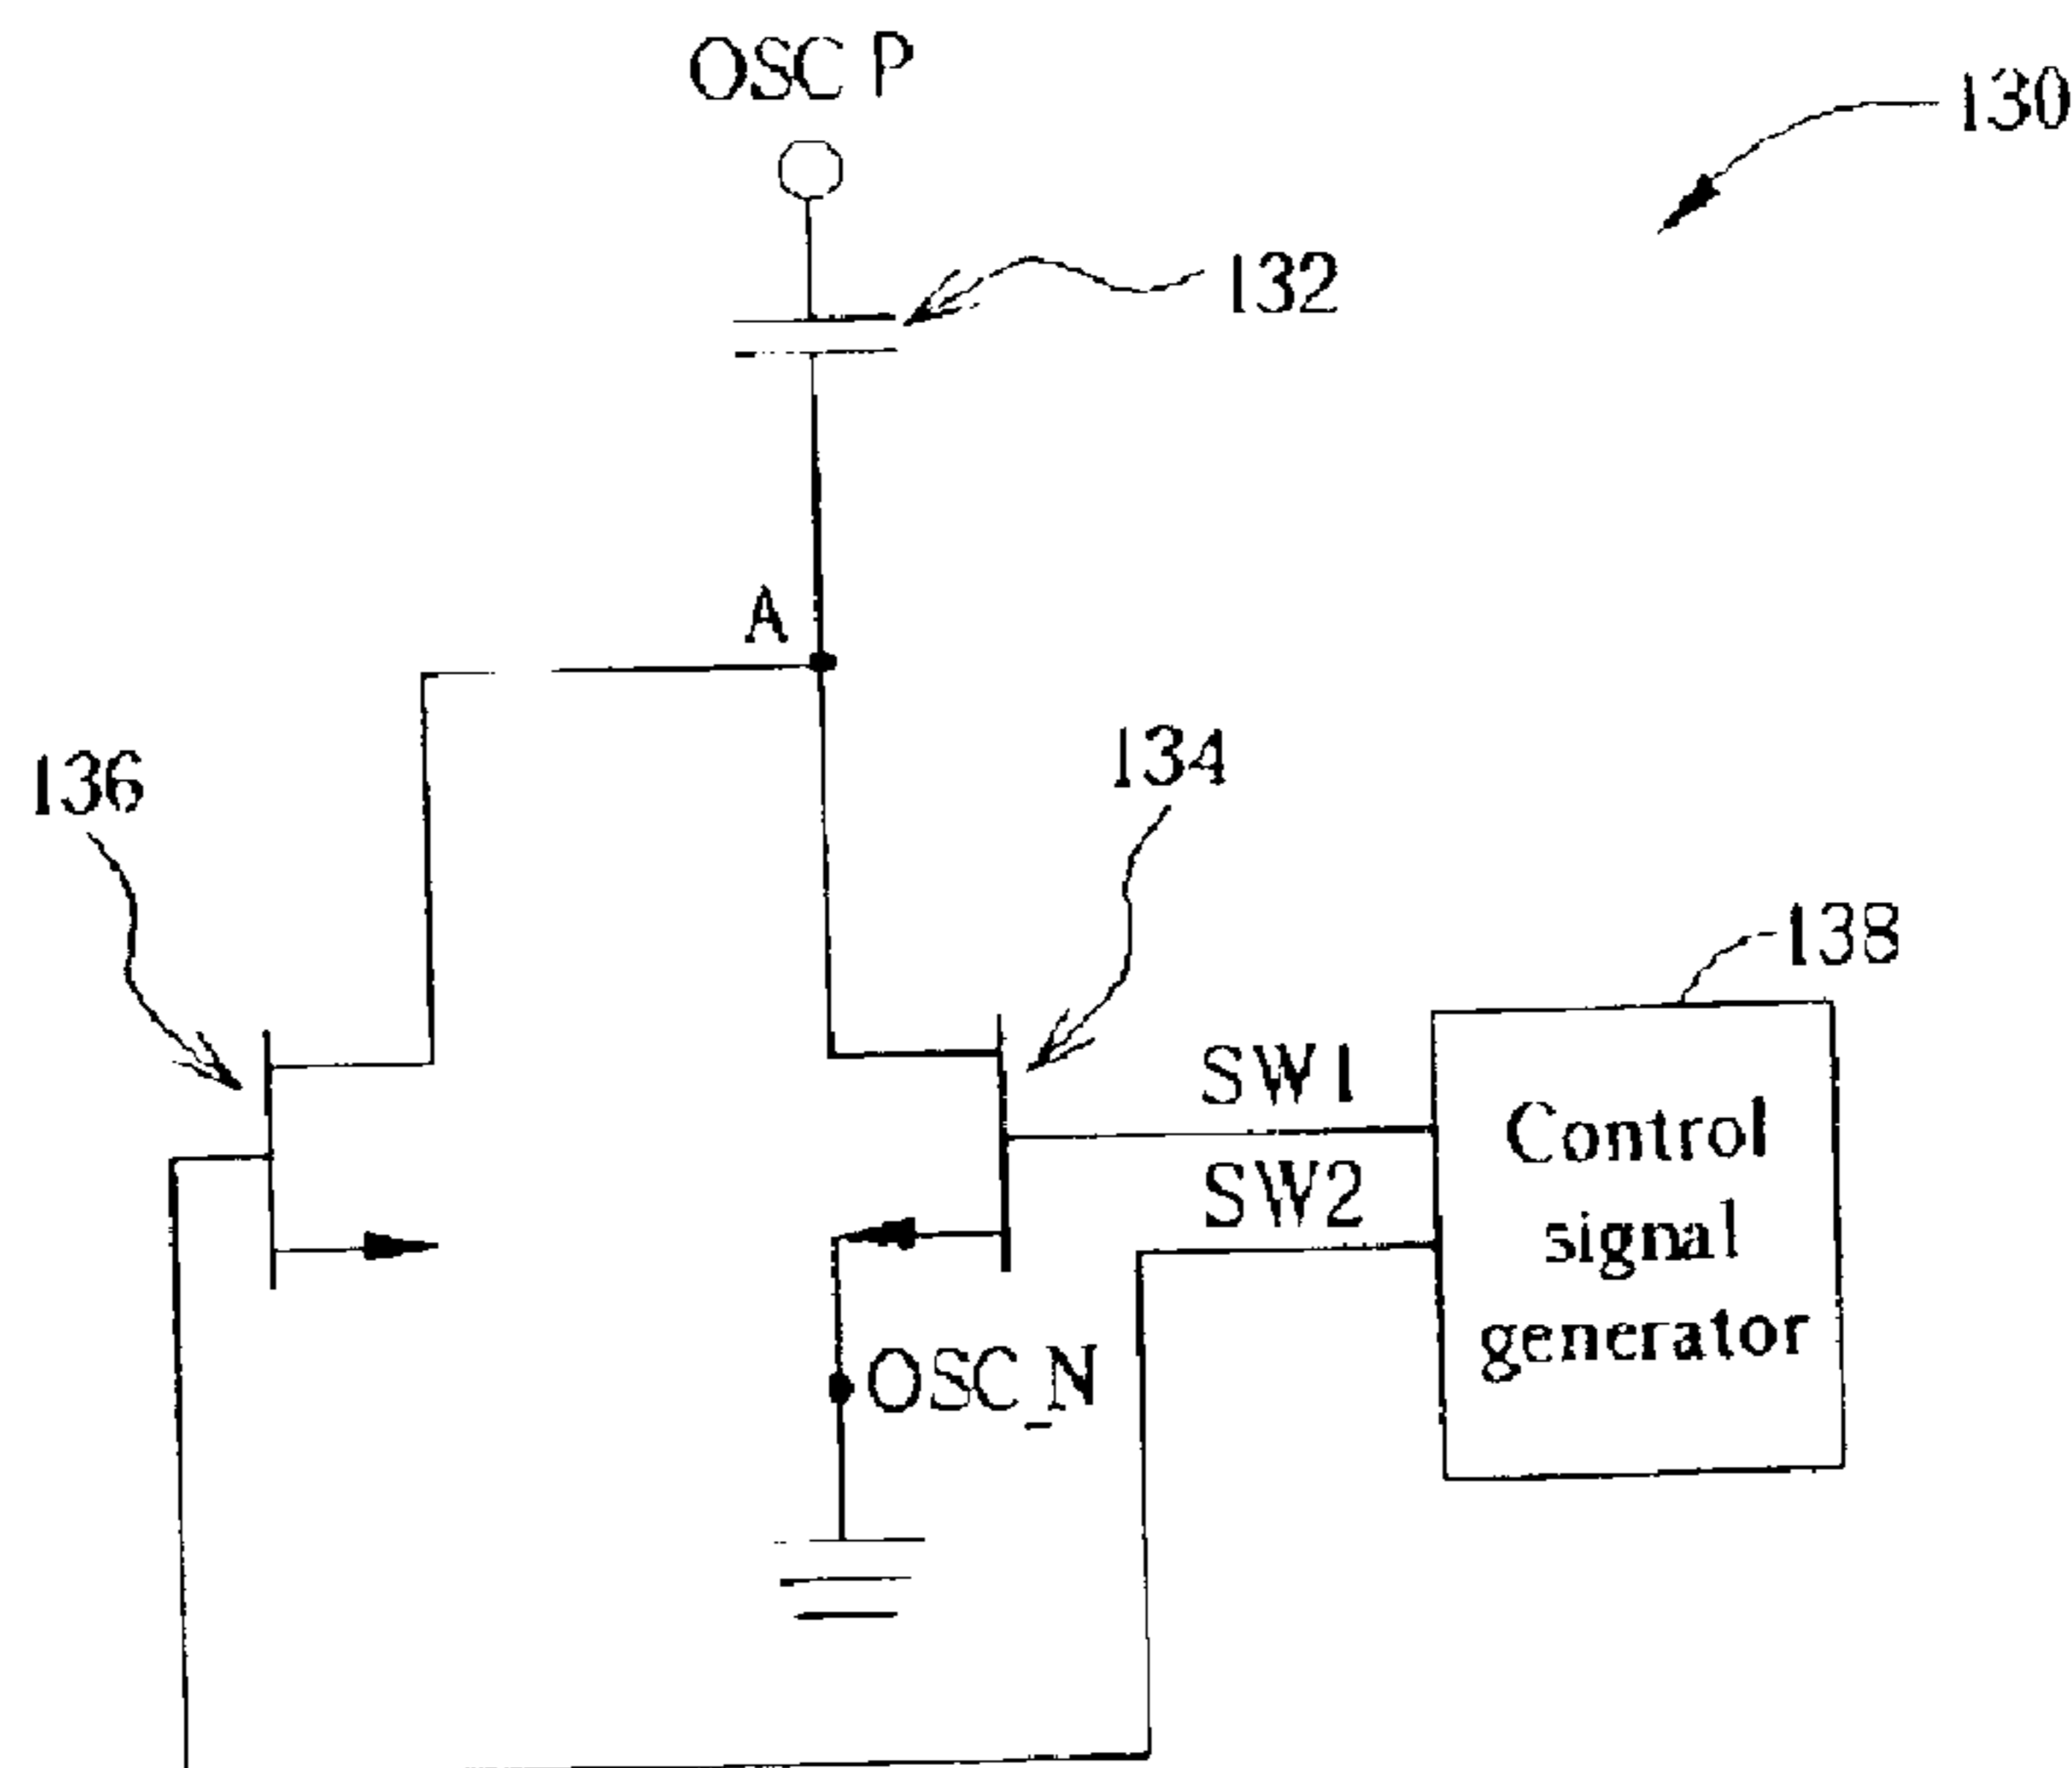 OSC P
130
132
A
136
134
138
SW1
SW2
Control
signal
generator
OSC_N